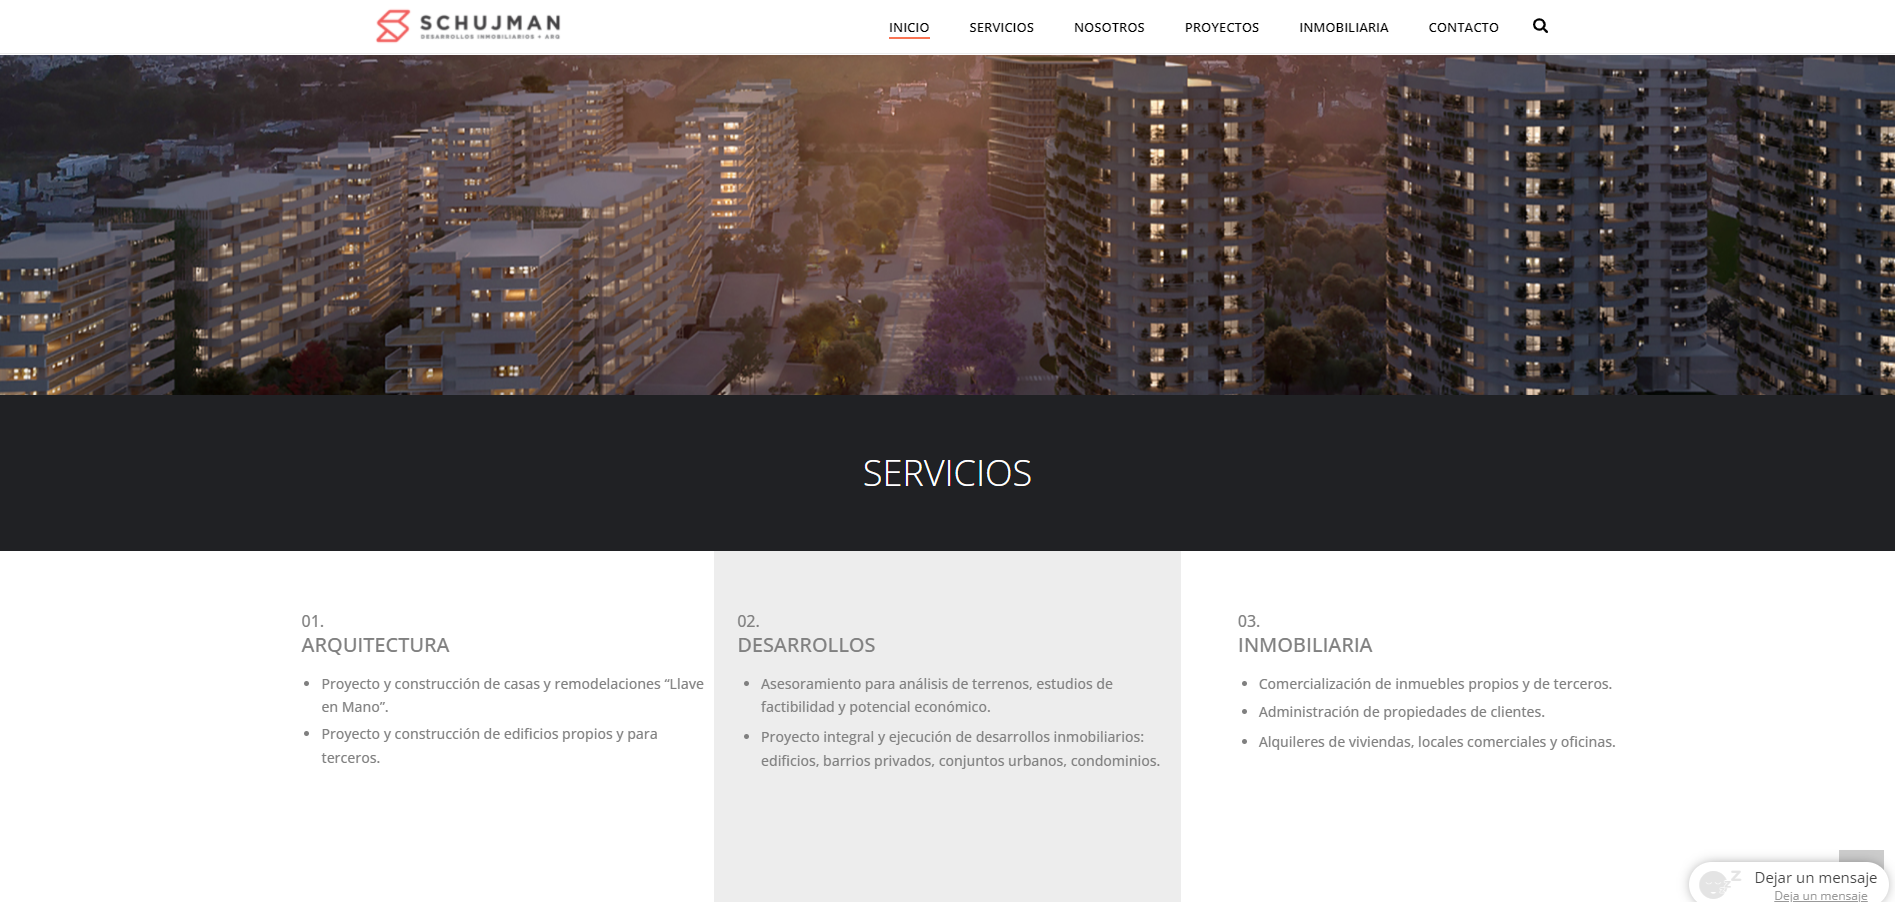 SCHUJMAN
DESARROLLOS INMOBILIARIOS • ARQ
INICIO
SERVICIOS
NOSOTROS
PROYECTOS
INMOBILIARIA
CONTACTO
SERVICIOS
01.
ARQUITECTURA
Proyecto y construcción de casas y remodelaciones “Llave
en Mano”.
Proyecto y construcción de edificios propios y para
terceros.
02.
DESARROLLOS
Asesoramiento para análisis de terrenos, estudios de
factibilidad y potencial económico.
Proyecto integral y ejecución de desarrollos inmobiliarios:
edificios, barrios privados, conjuntos urbanos, condominios.
03.
INMOBILIARIA
Comercialización de inmuebles propios y de terceros.
Administración de propiedades de clientes.
Alquileres de viviendas, locales comerciales y oficinas.
Dejar un mensaje
Deja un mensaje